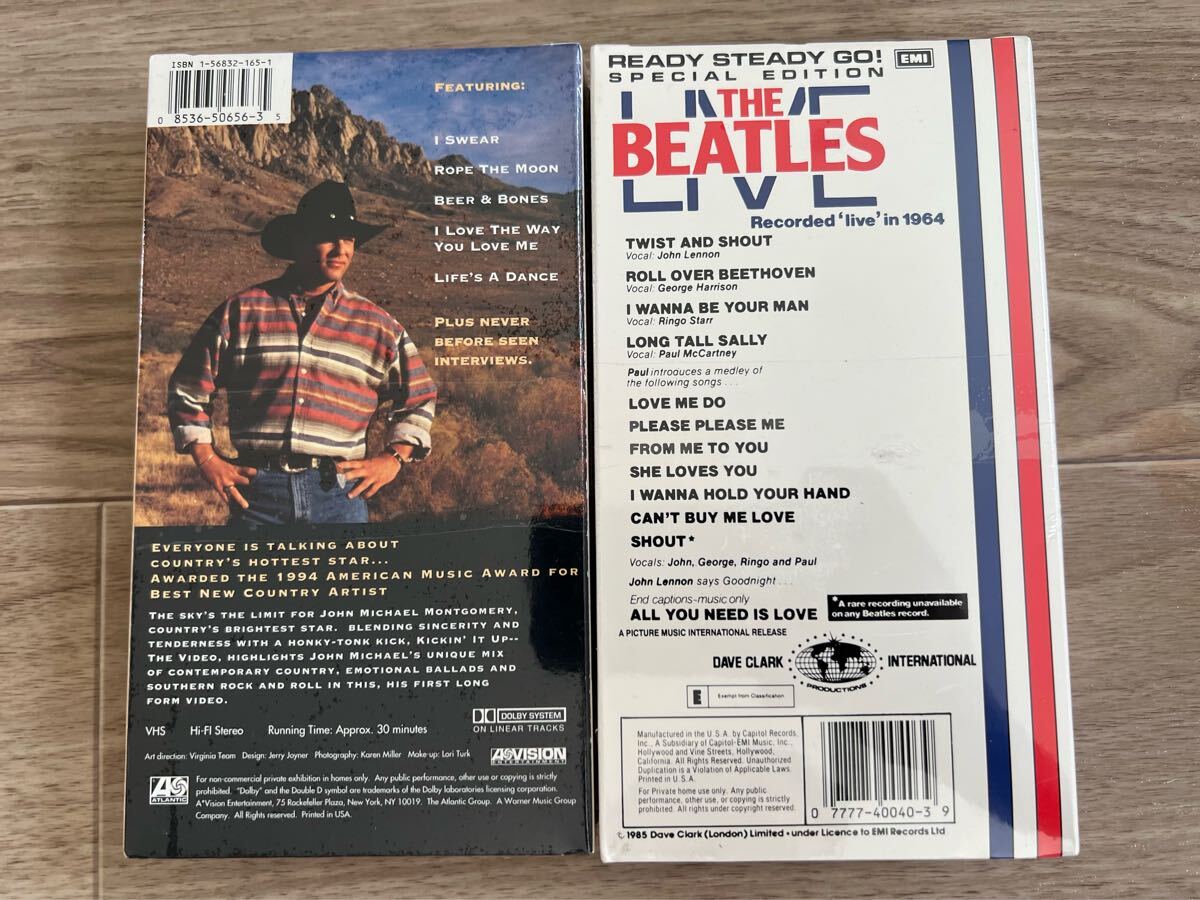 ISBN 1-56832-165-1
0 8536-50656-3 5
FEATURING:
I SWEAR
ROPE THE MOON
BEER & BONES
I LOVE THE WAY
YOU LOVE ME
LIFE'S A DANCE
PLUS NEVER
BEFORE SEEN
INTERVIEWS.
EVERYONE IS TALKING ABOUT
COUNTRY'S HOTTEST STAR...
AWARDED THE 1994 AMERICAN MUSIC AWARD FOR
BEST NEW COUNTRY ARTIST
THE SKY'S THE LIMIT FOR JOHN MICHAEL MONTGOMERY,
COUNTRY'S BRIGHTEST STAR. BLENDING SINCERITY AND
TENDERNESS WITH A HONKY-TONK KICK, KICKIN' IT UP--
THE VIDEO, HIGHLIGHTS JOHN MICHAEL'S UNIQUE MIX
OF CONTEMPORARY COUNTRY, EMOTIONAL BALLADS AND
SOUTHERN ROCK AND ROLL IN THIS, HIS FIRST LONG
FORM VIDEO.
VHS Hi-Fi Stereo Running Time: Approx. 30 minutes
DOLBY SYSTEM
ON LINEAR TRACKS
Art direction: Virginia Team Design: Jerry Joyner Photography: Karen Miller Make-up: Lori Turk
A*VISION
ENTERTAINMENT
ATLANTIC
For non-commercial private exhibition in homes only. Any public performance, other use or copying is strictly
prohibited. "Dolby" and the Double D symbol are trademarks of the Dolby laboratories licensing corporation.
A*Vision Entertainment, 75 Rockefeller Plaza, New York, NY 10019. The Atlantic Group. A Warner Music Group
Company. All Rights reserved. Printed in USA.
READY STEADY GO!
SPECIAL EDITION
EMI
LIVE
THE
BEATLES
LIVE
Recorded 'live' in 1964
TWIST AND SHOUT
Vocal: John Lennon
ROLL OVER BEETHOVEN
Vocal: George Harrison
I WANNA BE YOUR MAN
Vocal: Ringo Starr
LONG TALL SALLY
Vocal: Paul McCartney
Paul introduces a medley of
the following songs . . .
LOVE ME DO
PLEASE PLEASE ME
FROM ME TO YOU
SHE LOVES YOU
I WANNA HOLD YOUR HAND
CAN'T BUY ME LOVE
SHOUT*
Vocals: John, George, Ringo and Paul
John Lennon says Goodnight . . .
End captions-music only
ALL YOU NEED IS LOVE
*A rare recording unavailable
on any Beatles record.
A PICTURE MUSIC INTERNATIONAL RELEASE
DAVE CLARK INTERNATIONAL
PRODUCTIONS
E Exempt from Classification
Manufactured in the U.S.A. by Capitol Records,
Inc., A Subsidiary of Capitol-EMI Music, Inc.,
Hollywood and Vine Streets, Hollywood,
California. All Rights Reserved. Unauthorized
Duplication is a Violation of Applicable Laws.
Printed in U.S.A.
For Private home use only. Any public
performance, other use, or copying is strictly
prohibited. All rights under copyright reserved.
0 7777-40040-3 9
© 1985 Dave Clark (London) Limited • under Licence to EMI Records Ltd